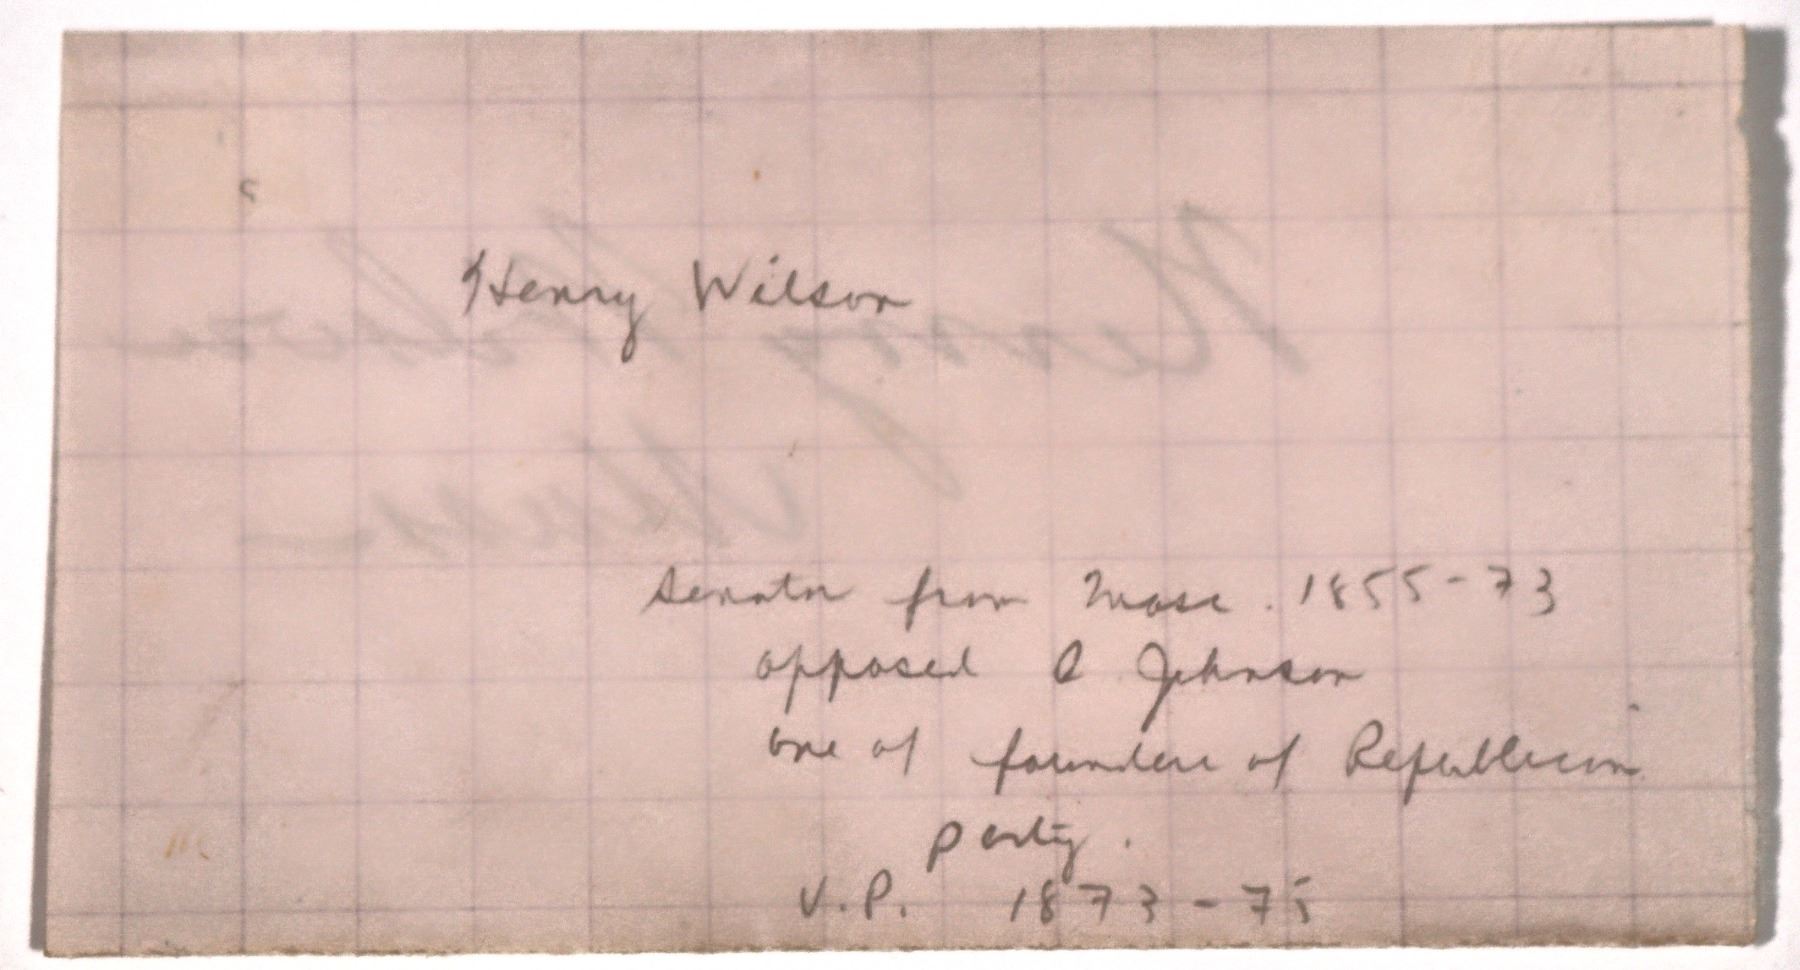 Henry Wilson
Senator from Mass. 1855-73
opposed A Johnson
one of founders of Republican
party.
V.P. 1873-75